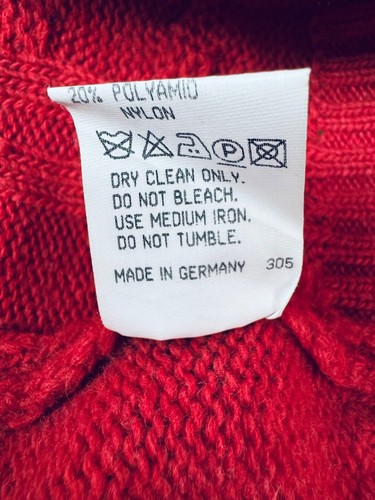 20% POLYAMID
NYLON
P
DRY CLEAN ONLY.
DO NOT BLEACH.
USE MEDIUM IRON.
DO NOT TUMBLE.
MADE IN GERMANY 305